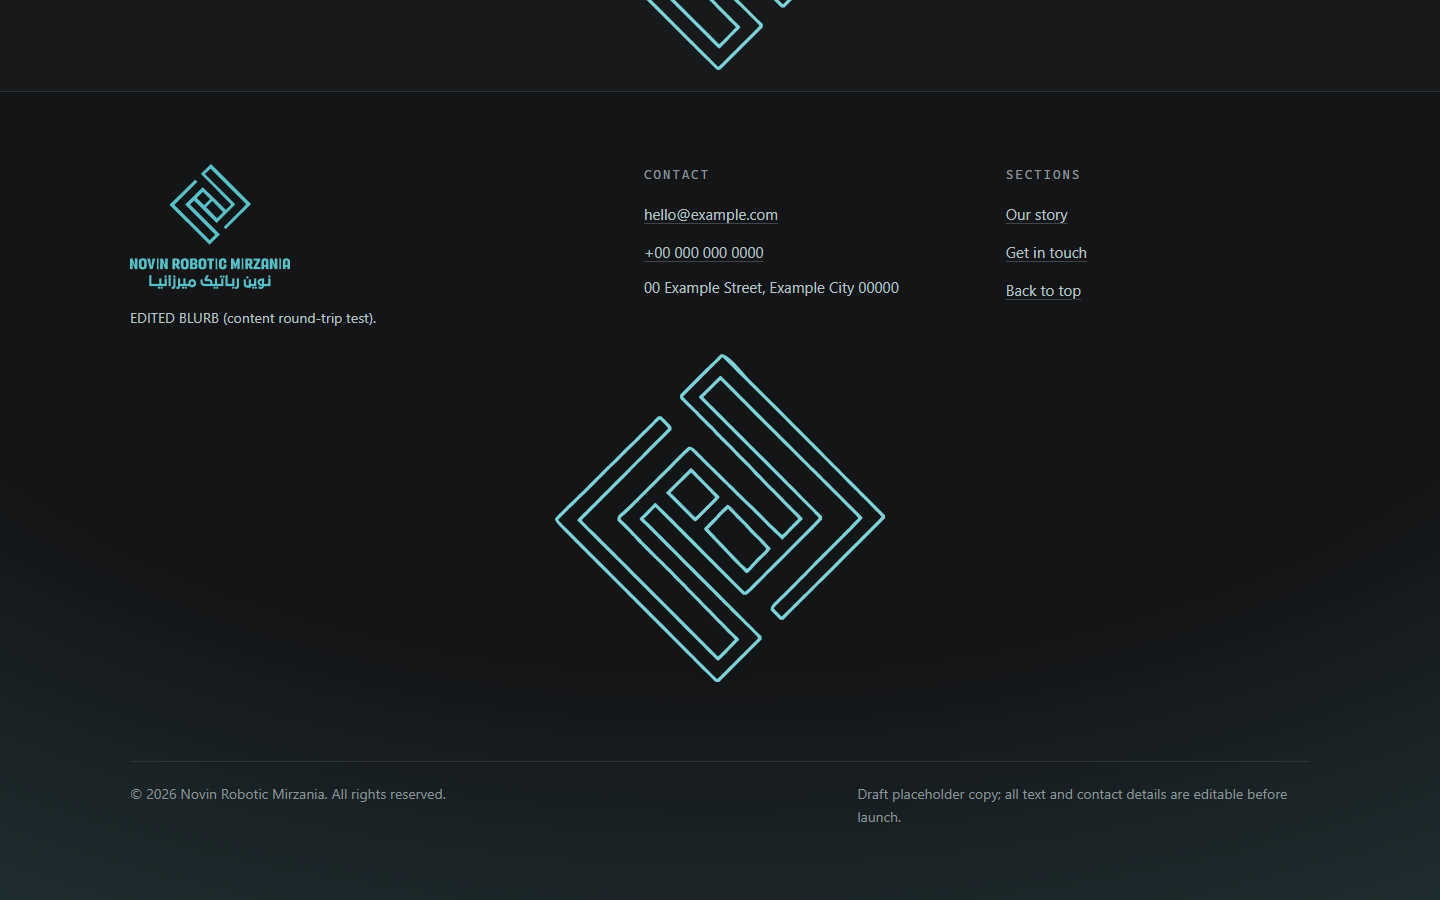 NOVIN ROBOTIC MIRZANIA
نوین رباتیک میرزانیا
EDITED BLURB (content round-trip test).
CONTACT
hello@example.com
+00 000 000 0000
00 Example Street, Example City 00000
SECTIONS
Our story
Get in touch
Back to top
© 2026 Novin Robotic Mirzania. All rights reserved.
Draft placeholder copy; all text and contact details are editable before
launch.